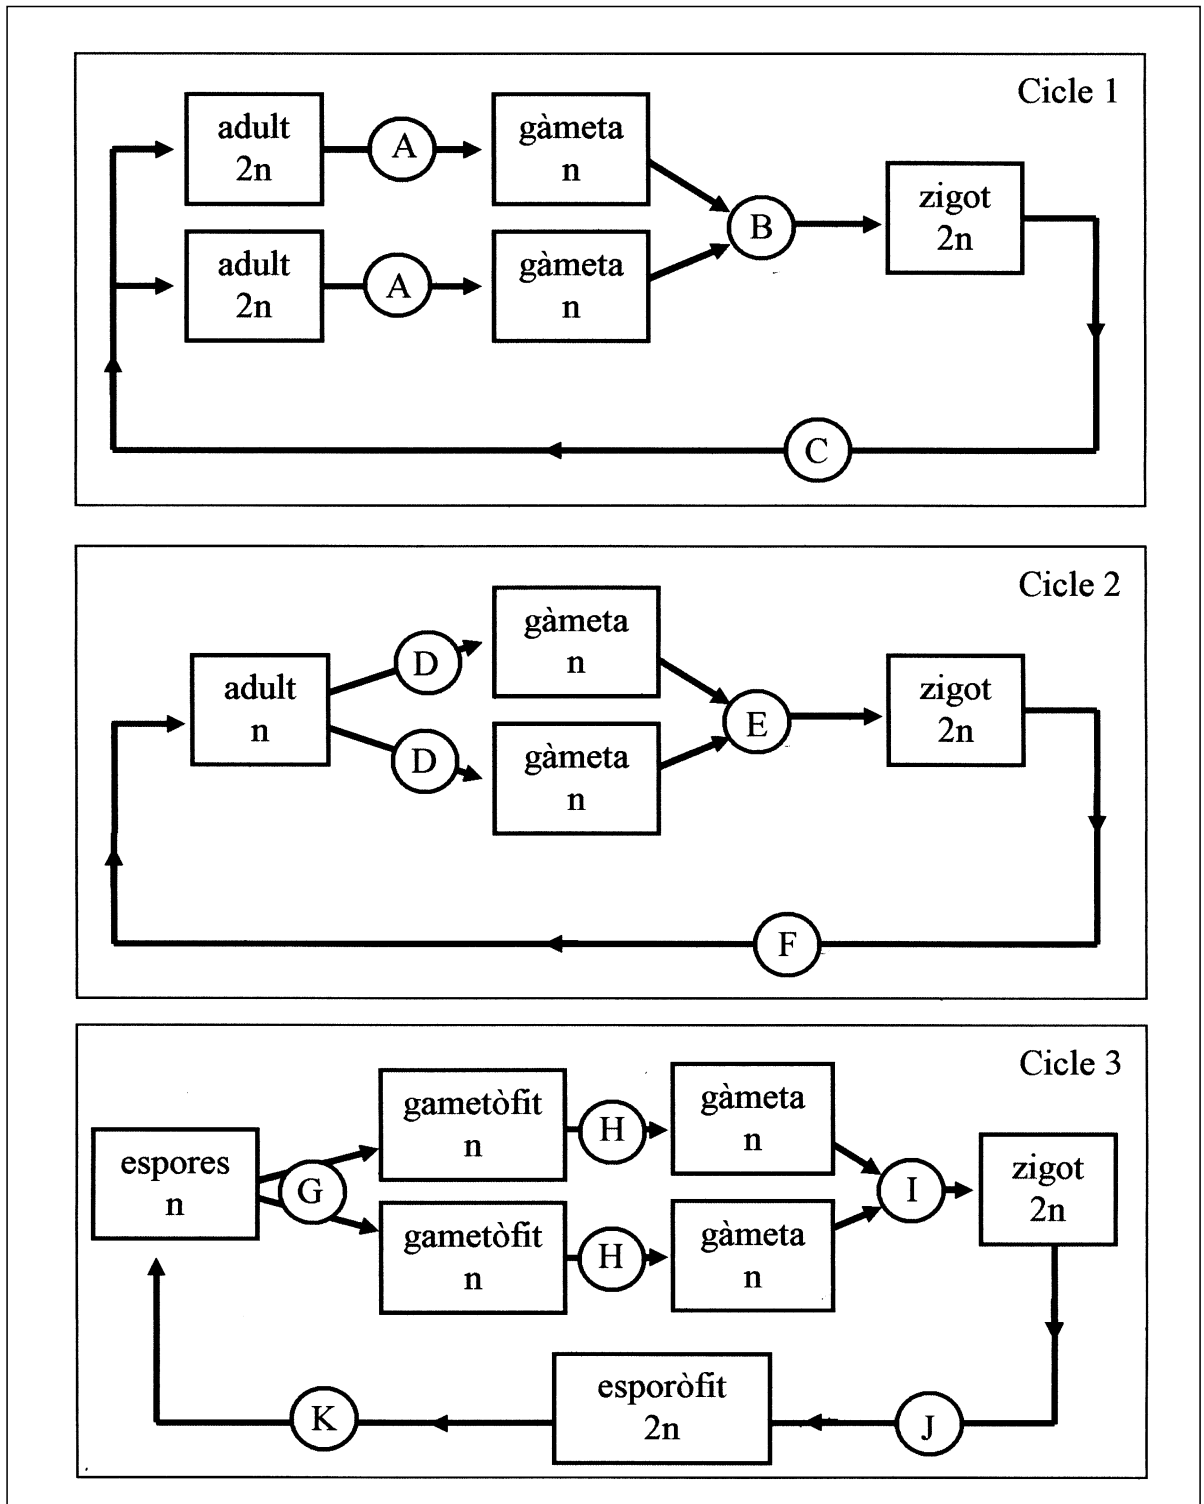 Cicle 1
adult
2n
A
gàmeta
n
B
zigot
2n
adult
2n
A
gàmeta
n
C
Cicle 2
adult
n
D
gàmeta
n
E
zigot
2n
D
gàmeta
n
F
Cicle 3
espores
n
G
gametòfit
n
H
gàmeta
n
I
zigot
2n
gametòfit
n
H
gàmeta
n
K
esporòfit
2n
J